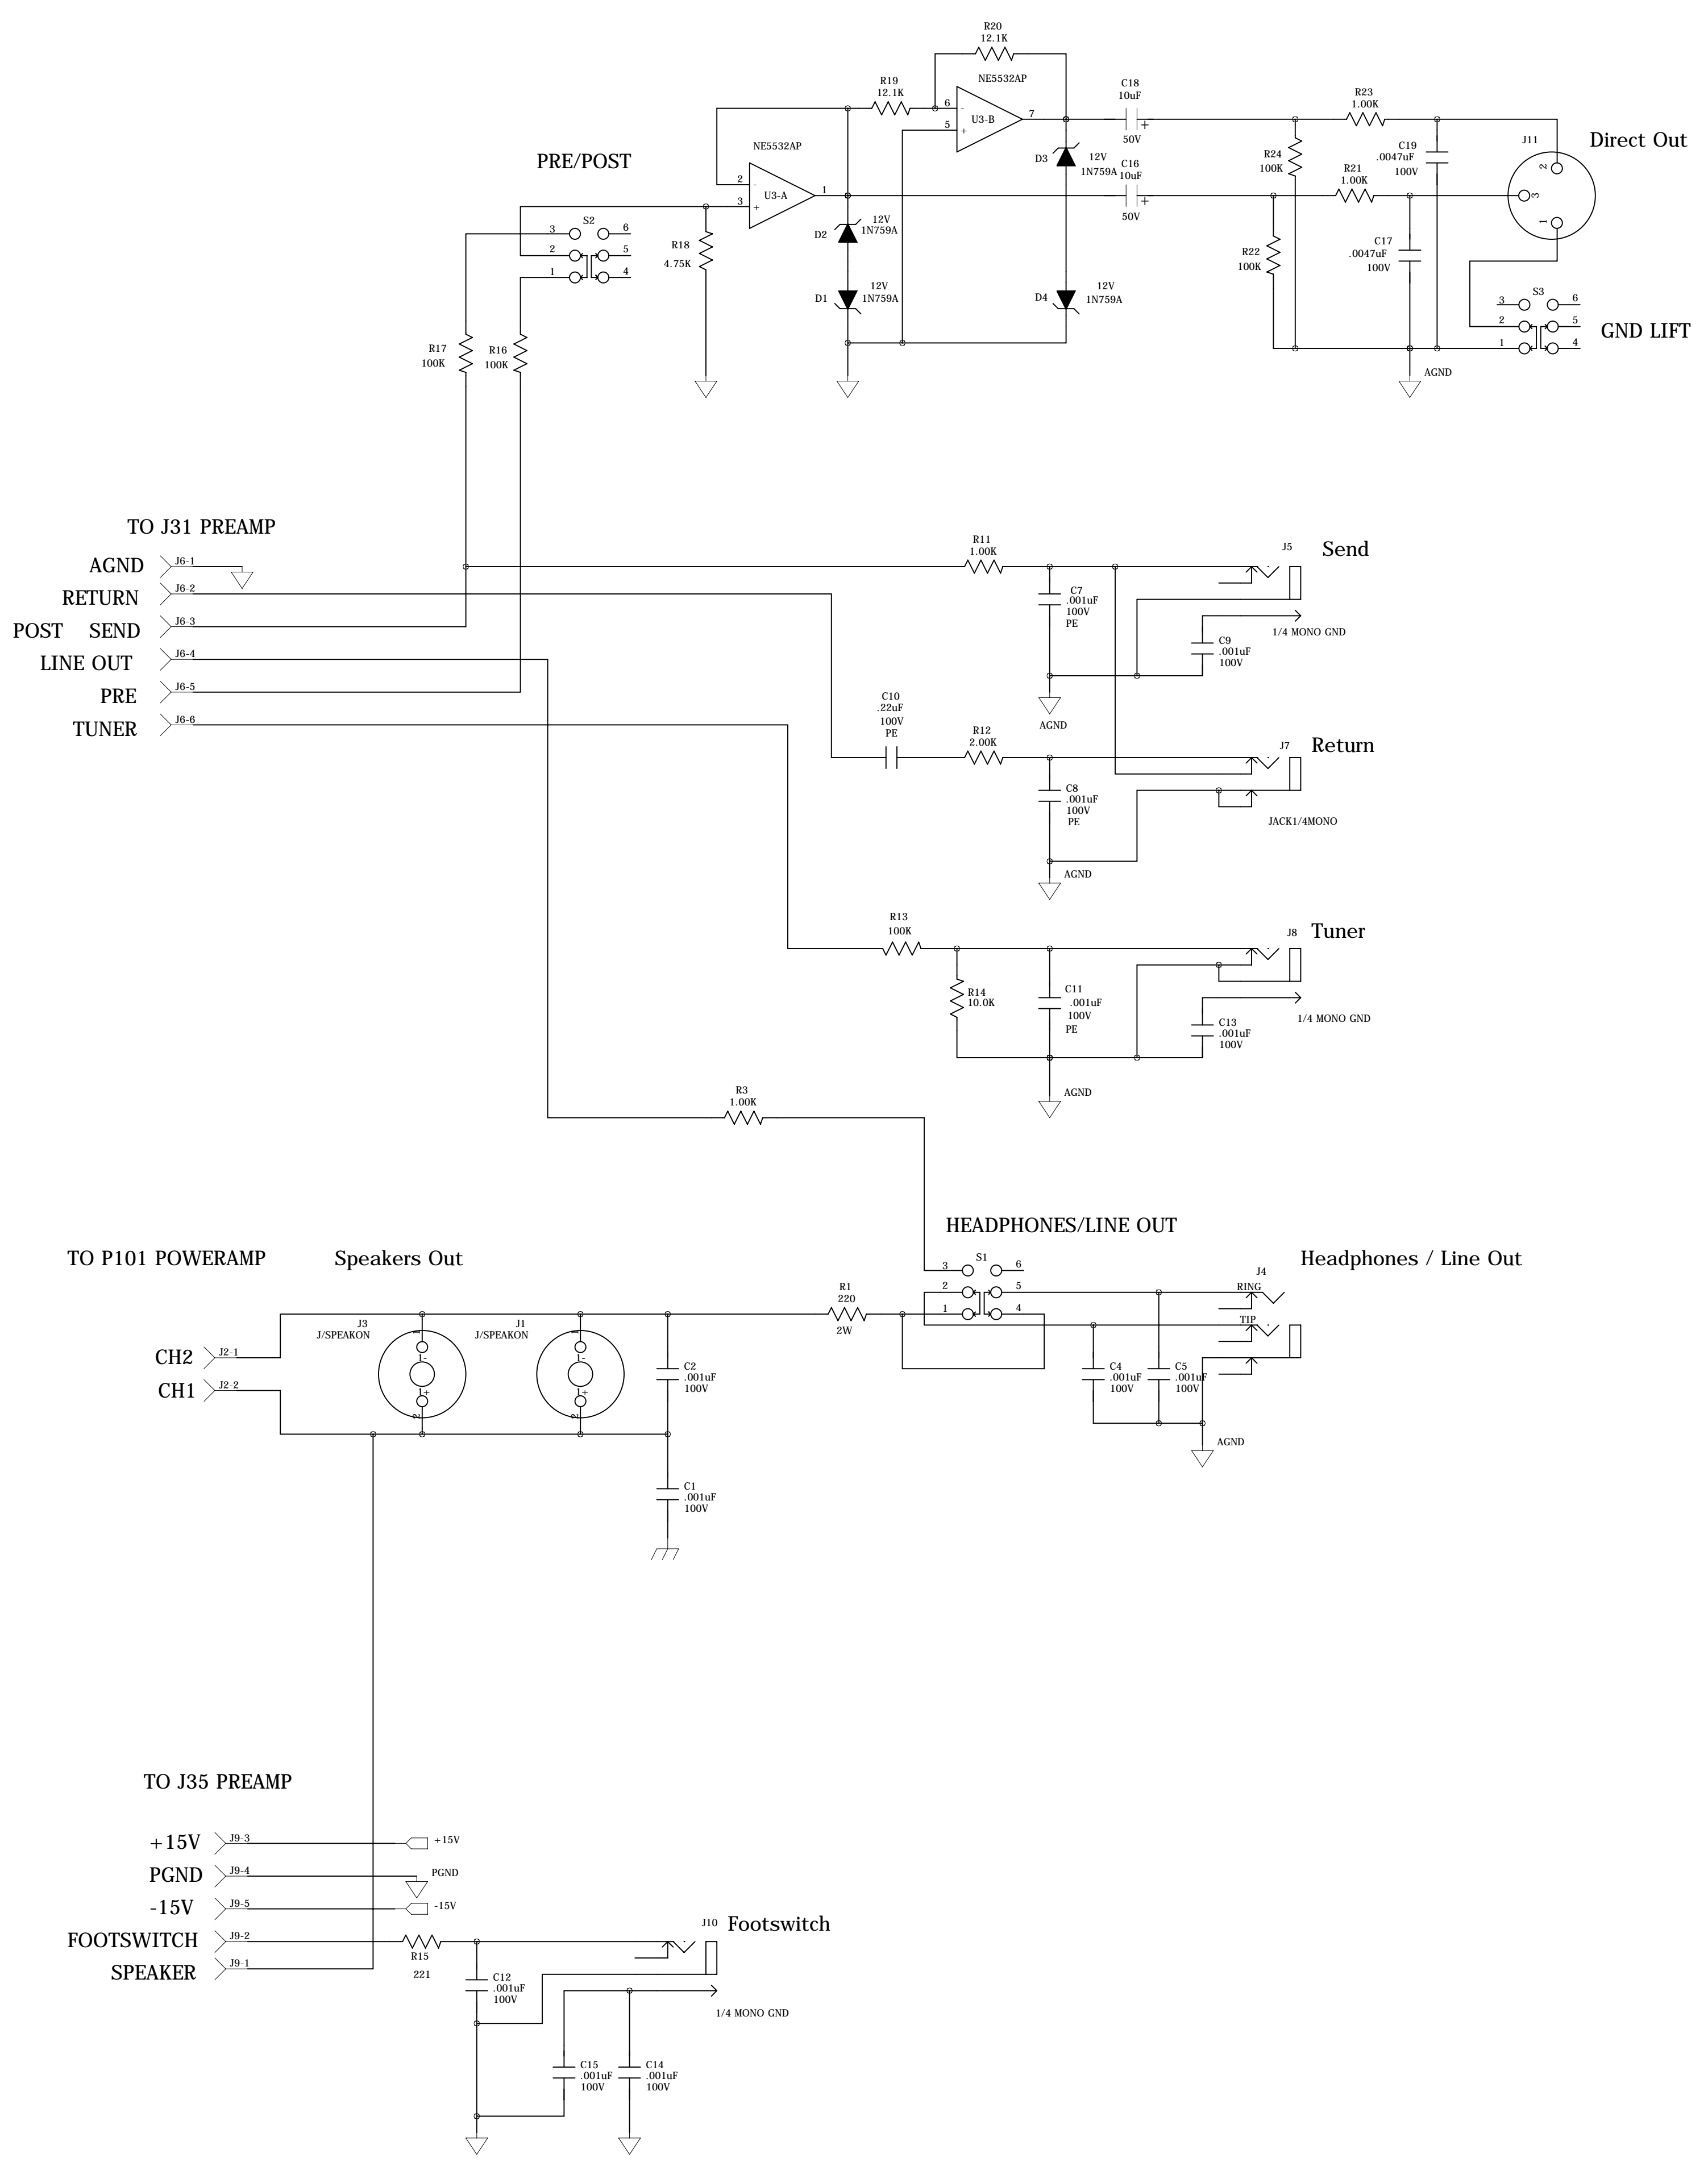 R20
12.1K
NE5532AP
R19
12.1K
6
-
U3-B
7
5
+
C18
10uF
+
50V
R23
1.00K
J11
Direct Out
NE5532AP
PRE/POST
2
-
U3-A
1
3
+
D3
12V
1N759A
C16
10uF
+
50V
R24
100K
R21
1.00K
C19
.0047uF
100V
2
3
1
S2
3
6
2
5
1
4
R18
4.75K
D2
12V
1N759A
D1
12V
1N759A
D4
12V
1N759A
R22
100K
C17
.0047uF
100V
S3
3
6
2
5
1
4
GND LIFT
AGND
R17
100K
R16
100K
TO J31 PREAMP
AGND
J6-1
RETURN
J6-2
POST SEND
J6-3
LINE OUT
J6-4
PRE
J6-5
TUNER
J6-6
R11
1.00K
J5
Send
C7
.001uF
100V
PE
1/4 MONO GND
C9
.001uF
100V
AGND
C10
.22uF
100V
PE
R12
2.00K
J7
Return
C8
.001uF
100V
PE
JACK1/4MONO
AGND
R13
100K
J8
Tuner
R14
10.0K
C11
.001uF
100V
PE
1/4 MONO GND
C13
.001uF
100V
AGND
R3
1.00K
HEADPHONES/LINE OUT
TO P101 POWERAMP
Speakers Out
Headphones / Line Out
S1
3
6
2
5
1
4
J4
RING
TIP
R1
220
2W
J3
J/SPEAKON
J1
J/SPEAKON
1
1-
1+
2
1
1-
1+
2
CH2
J2-1
CH1
J2-2
C2
.001uF
100V
C4
.001uF
100V
C5
.001uF
100V
AGND
C1
.001uF
100V
TO J35 PREAMP
+15V
J9-3
+15V
PGND
J9-4
PGND
-15V
J9-5
-15V
FOOTSWITCH
J9-2
SPEAKER
J9-1
R15
221
J10
Footswitch
C12
.001uF
100V
1/4 MONO GND
C15
.001uF
100V
C14
.001uF
100V